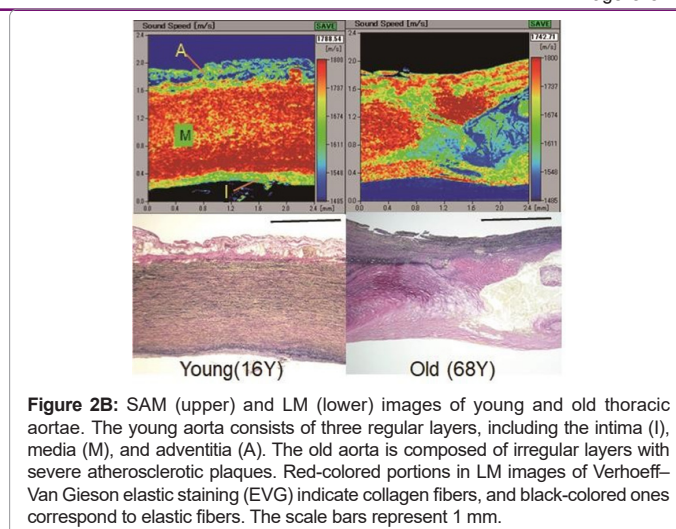 Sound Speed [m/s] SAVE
1788.54
[m/s]
1800
1737
1674
1611
1548
1485
2.4
2.0
1.6
1.2
0.8
0.4
0.0
0.0 0.4 0.8 1.2 1.6 2.0 2.4 [mm]
A
M
I
Sound Speed [m/s] SAVE
1742.71
[m/s]
1800
1737
1674
1611
1548
1485
2.4
2.0
1.6
1.2
0.8
0.4
0.0
0.0 0.4 0.8 1.2 1.6 2.0 2.4 [mm]
Young(16Y)
Old (68Y)
Figure 2B: SAM (upper) and LM (lower) images of young and old thoracic
aortae. The young aorta consists of three regular layers, including the intima (I),
media (M), and adventitia (A). The old aorta is composed of irregular layers with
severe atherosclerotic plaques. Red-colored portions in LM images of Verhoeff–
Van Gieson elastic staining (EVG) indicate collagen fibers, and black-colored ones
correspond to elastic fibers. The scale bars represent 1 mm.